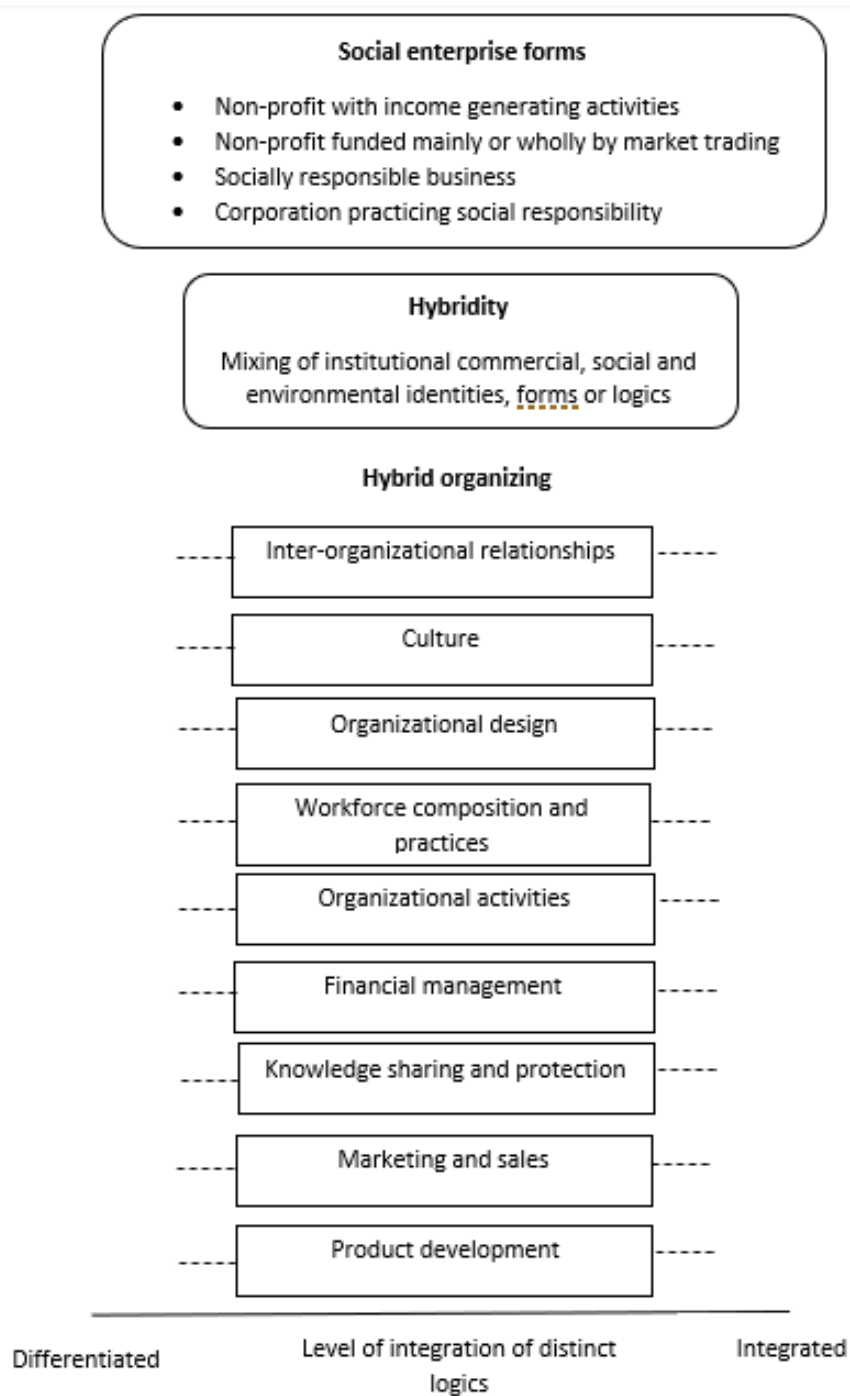 Social enterprise forms
• Non-profit with income generating activities
• Non-profit funded mainly or wholly by market trading
• Socially responsible business
• Corporation practicing social responsibility
Hybridity
Mixing of institutional commercial, social and
environmental identities, forms or logics
Hybrid organizing
Inter-organizational relationships
Culture
Organizational design
Workforce composition and
practices
Organizational activities
Financial management
Knowledge sharing and protection
Marketing and sales
Product development
Differentiated
Level of integration of distinct
logics
Integrated